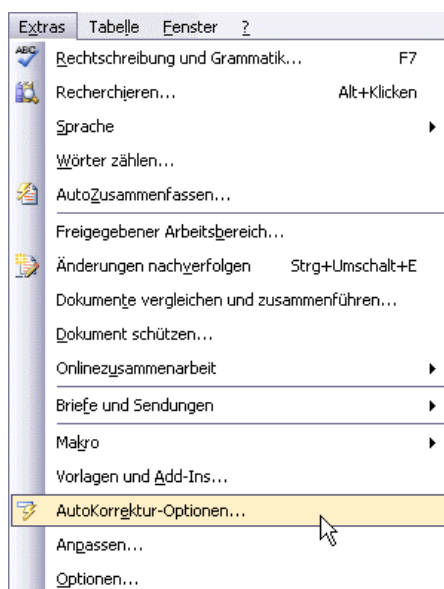 Extras Tabelle Fenster ?
Rechtschreibung und Grammatik... F7
Recherchieren... Alt+Klicken
Sprache
Wörter zählen...
AutoZusammenfassen...
Freigegebener Arbeitsbereich...
Änderungen nachverfolgen Strg+Umschalt+E
Dokumente vergleichen und zusammenführen...
Dokument schützen...
Onlinezusammenarbeit
Briefe und Sendungen
Makro
Vorlagen und Add-Ins...
AutoKorrektur-Optionen...
Anpassen...
Optionen...